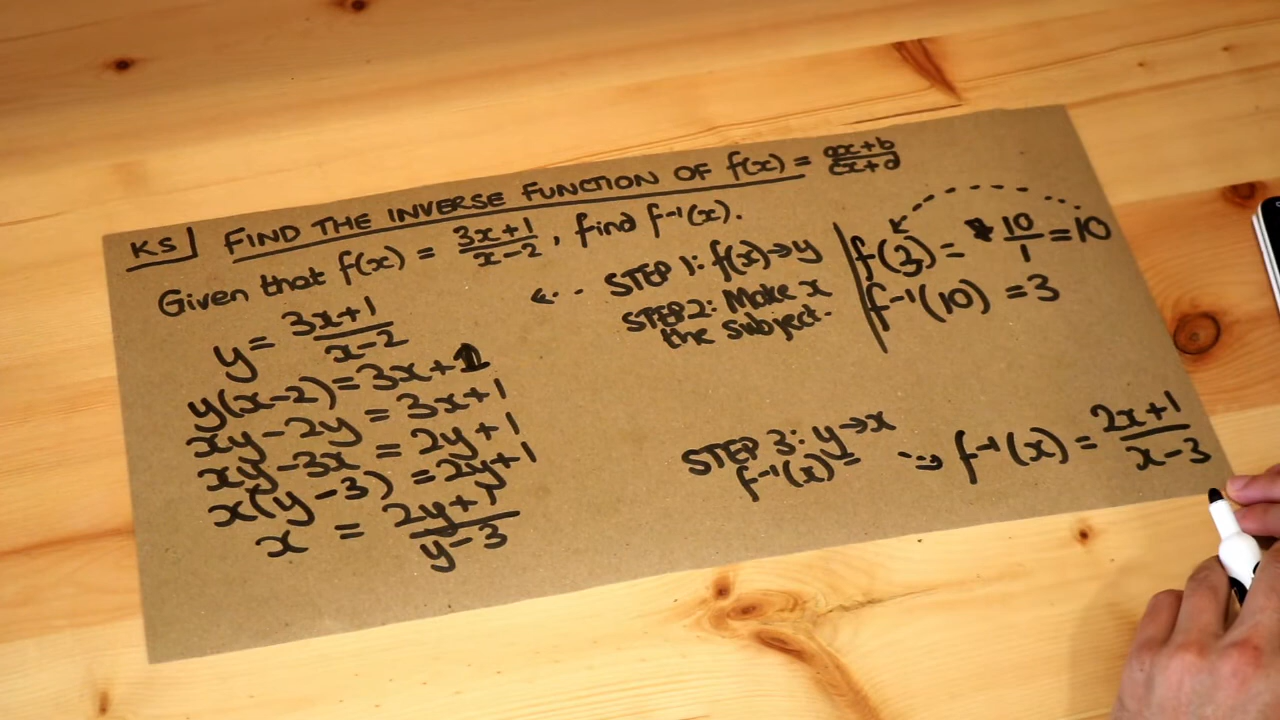 KS FIND THE INVERSE FUNCTION OF f(x) = ax+b/cx+d
Given that f(x) = 3x+1/x-2, find f⁻¹(x).
y = 3x+1/x-2
y(x-2) = 3x+1
xy-2y = 3x+1
xy-3x = 2y+1
x(y-3) = 2y+1
x = 2y+1/y-3
STEP 1: f(x)→y
STEP 2: Make x
the subject.
f(3) = 10/1 = 10
f⁻¹(10) = 3
STEP 3: y→x
f⁻¹(x) =
f⁻¹(x) = 2x+1/x-3